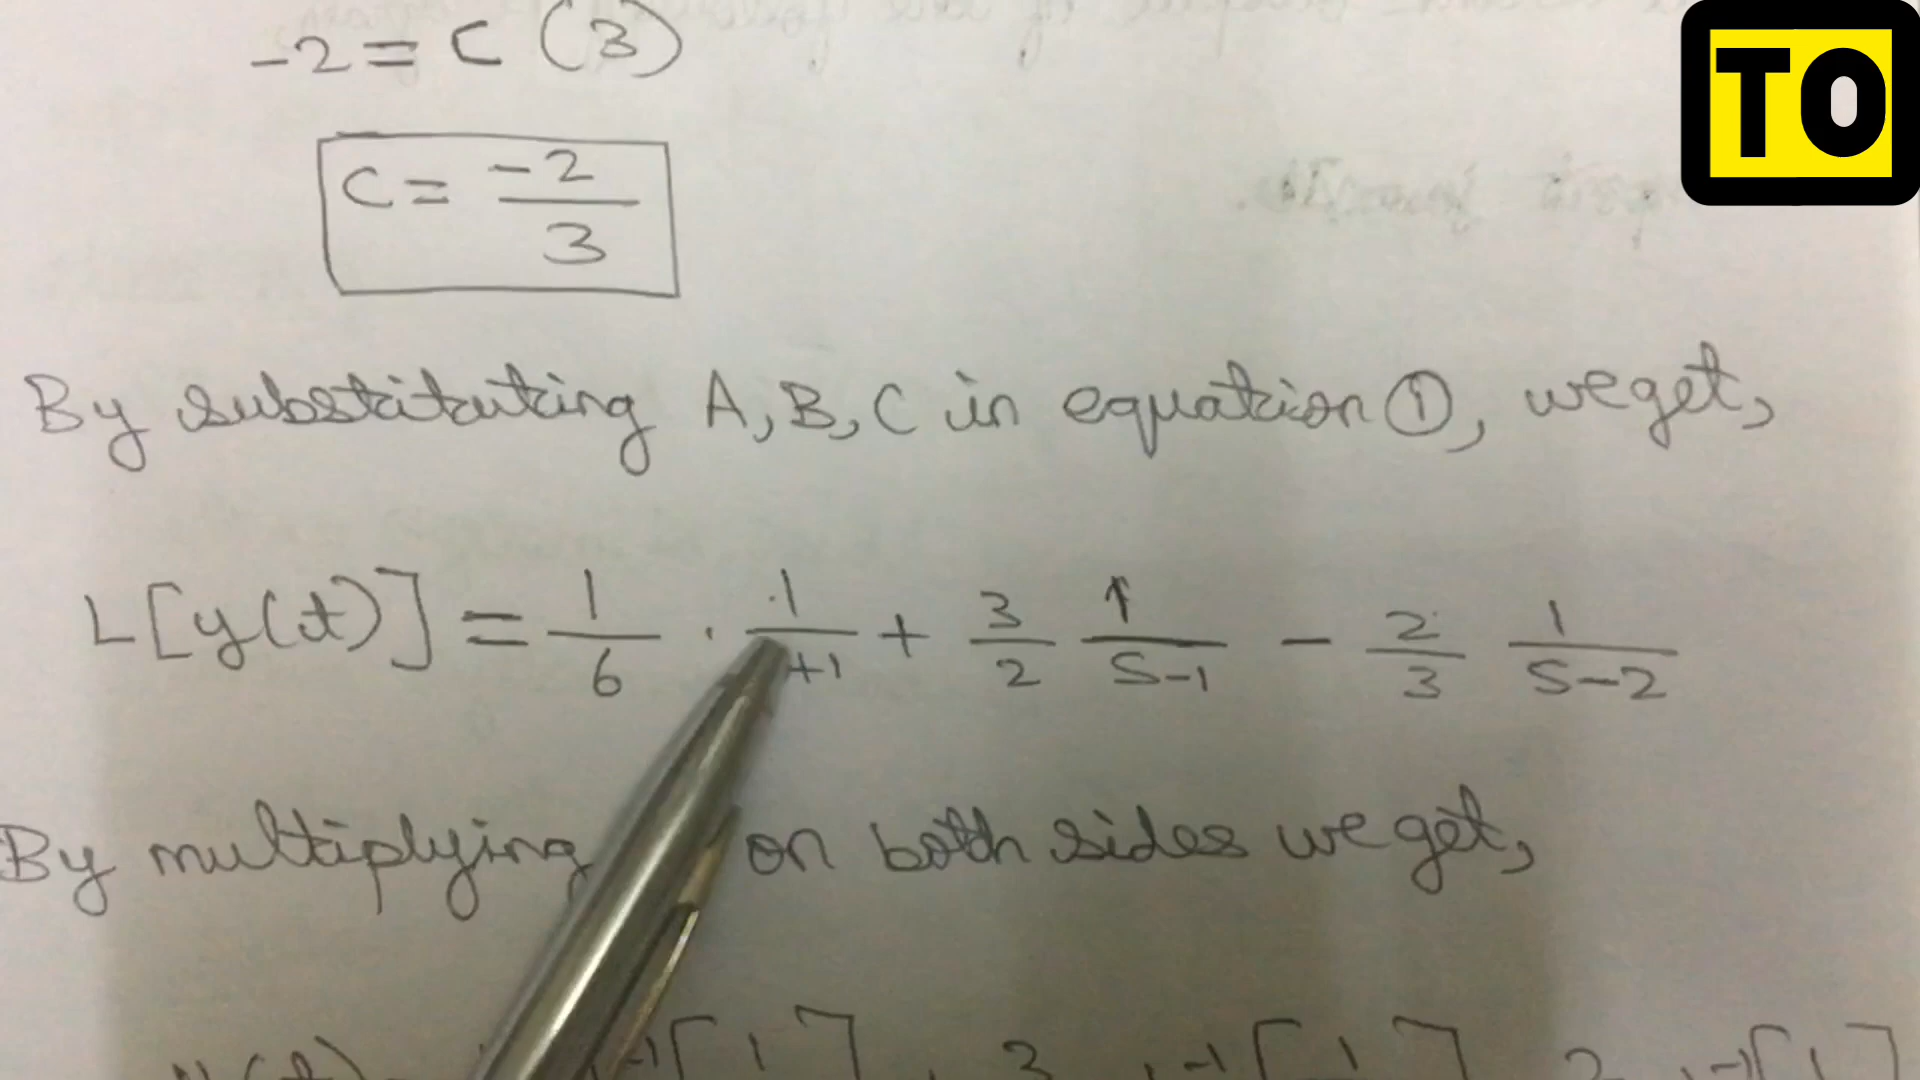 TO
-2 = C (3)
C = -2/3
By substituting A, B, C in equation ①, we get,
L[y(t)] = 1/6 · 1/+1 + 3/2 1/S-1 - 2/3 1/S-2
By multiplying on both sides we get,